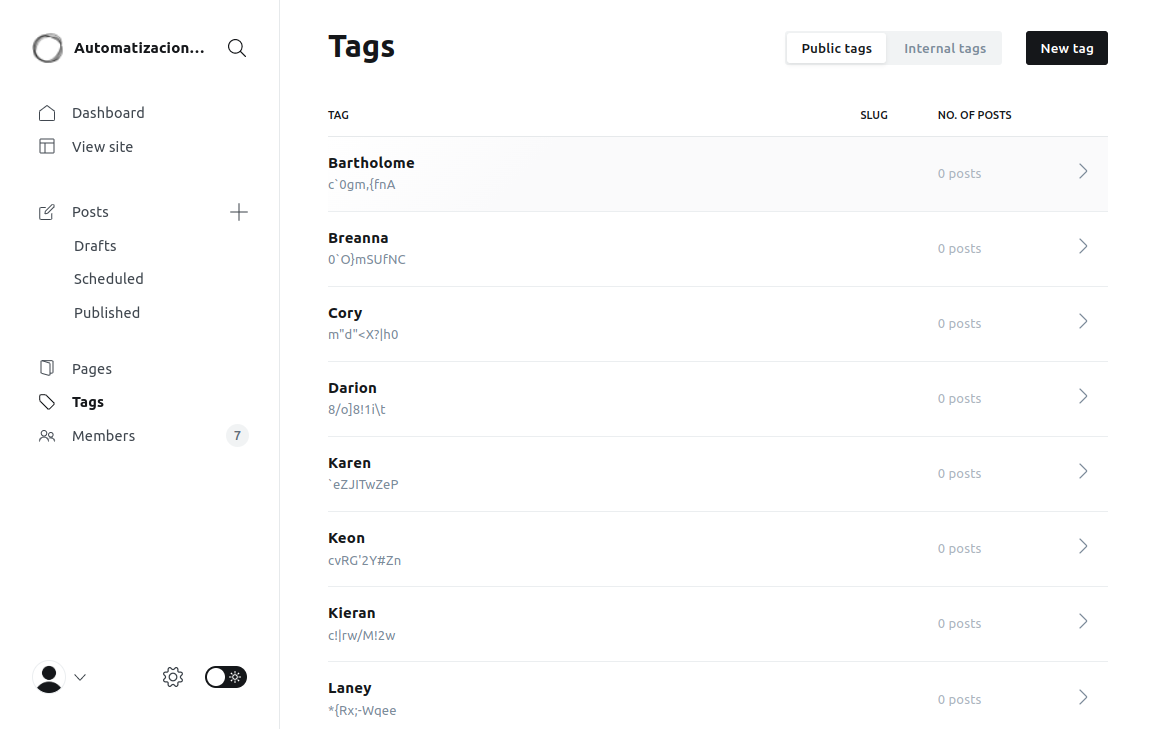 Automatizacion...
Dashboard
View site
Posts
Drafts
Scheduled
Published
Pages
Tags
Members
7
Tags
Public tags
Internal tags
New tag
TAG
SLUG
NO. OF POSTS
Bartholome
c`0gm,{fnA
0 posts
Breanna
0`O}mSUfNC
0 posts
Cory
m"d"<X?|h0
0 posts
Darion
8/o]8!1i\t
0 posts
Karen
`eZJITwZeP
0 posts
Keon
cvRG'2Y#Zn
0 posts
Kieran
c!|rw/M!2w
0 posts
Laney
*{Rx;-Wqee
0 posts